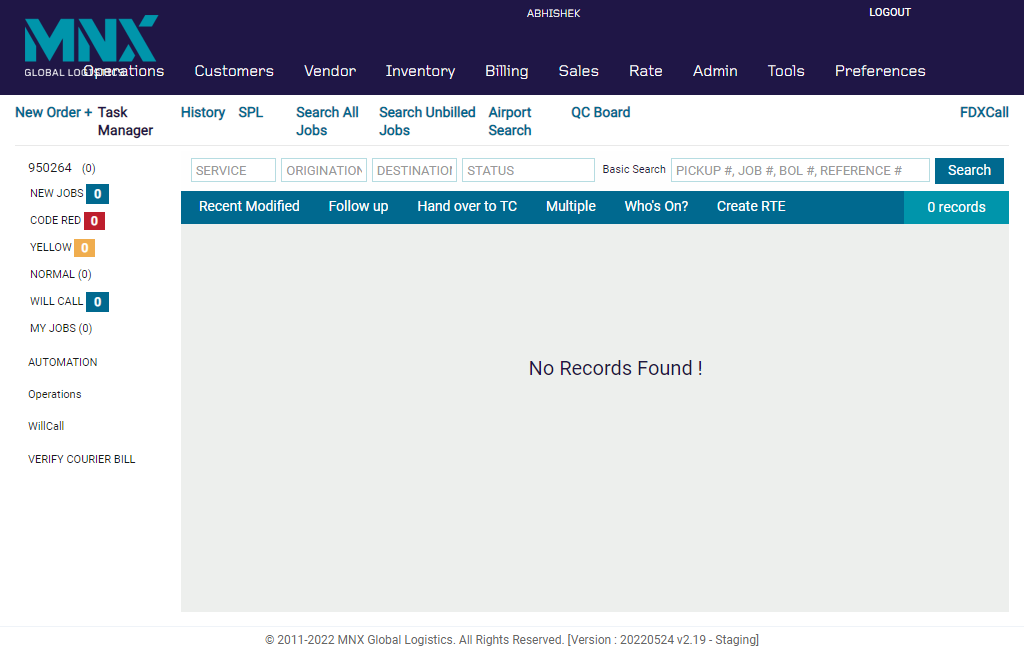 ABHISHEK
LOGOUT
MNX
GLOBAL LOGISTICS
Operations Customers Vendor Inventory Billing Sales Rate Admin Tools Preferences
New Order + Task Manager History SPL Search All Jobs Search Unbilled Jobs Airport Search QC Board FDXCall
950264 (0)
NEW JOBS 0
CODE RED 0
YELLOW 0
NORMAL (0)
WILL CALL 0
MY JOBS (0)
AUTOMATION
Operations
WillCall
VERIFY COURIER BILL
SERVICE ORIGINATION DESTINATION STATUS Basic Search PICKUP #, JOB #, BOL #, REFERENCE # Search
Recent Modified Follow up Hand over to TC Multiple Who's On? Create RTE 0 records
No Records Found !
© 2011-2022 MNX Global Logistics. All Rights Reserved. [Version : 20220524 v2.19 - Staging]